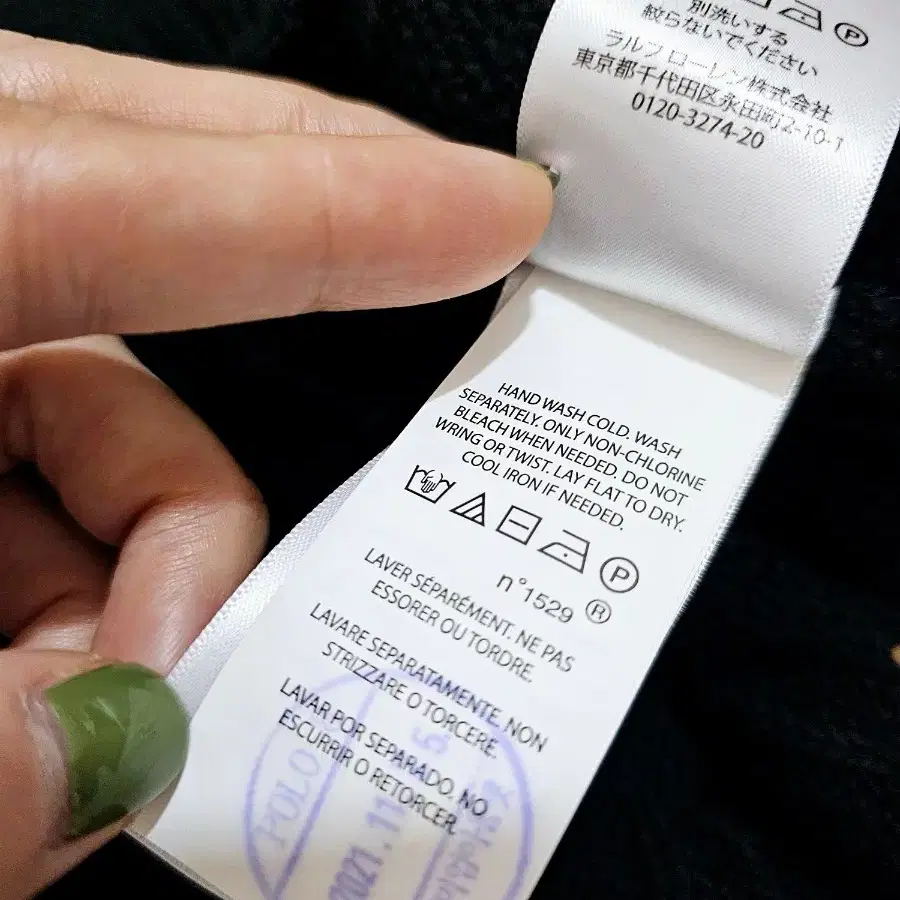 別洗いする
絞らないでください
ラルフ ローレン株式会社
東京都千代田区永田町2-10-1
0120-3274-20
HAND WASH COLD. WASH
SEPARATELY. ONLY NON-CHLORINE
BLEACH WHEN NEEDED. DO NOT
WRING OR TWIST. LAY FLAT TO DRY.
COOL IRON IF NEEDED.
P
n°1529 ®
LAVER SÉPARÉMENT. NE PAS
ESSORER OU TORDRE.
LAVARE SEPARATAMENTE. NON
STRIZZARE O TORCERE.
LAVAR POR SEPARADO. NO
ESCURRIR O RETORCER.
POLO
2021.11